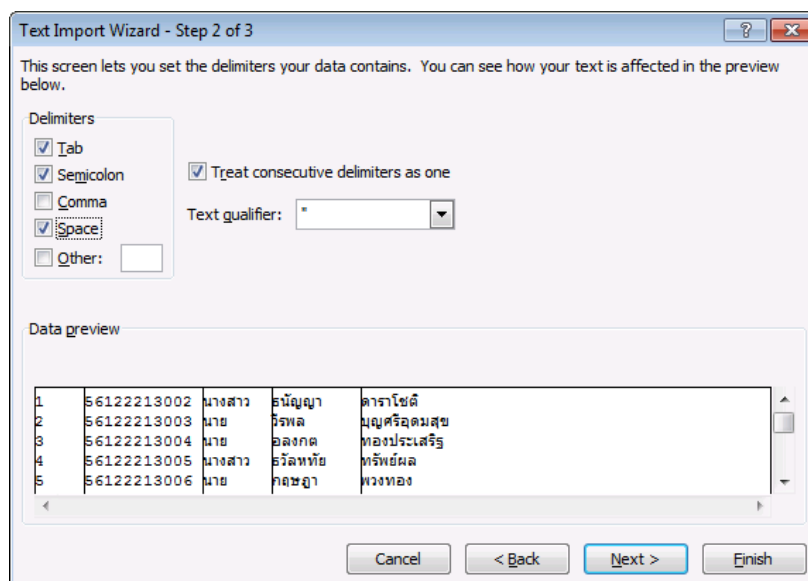 Text Import Wizard - Step 2 of 3
This screen lets you set the delimiters your data contains. You can see how your text is affected in the preview
below.
Delimiters
Tab
Semicolon
Comma
Space
Other:
Treat consecutive delimiters as one
Text qualifier: "
Data preview
1 56122213002 นางสาว ธนัญญา ดาราโชติ
2 56122213003 นาย วีรพล บุญศรีอุดมสุข
3 56122213004 นาย อลงกต ทองประเสริฐ
4 56122213005 นางสาว ธวัลหทัย ทรัพย์ผล
5 56122213006 นาย กฤษฎา พวงทอง
Cancel
< Back
Next >
Finish